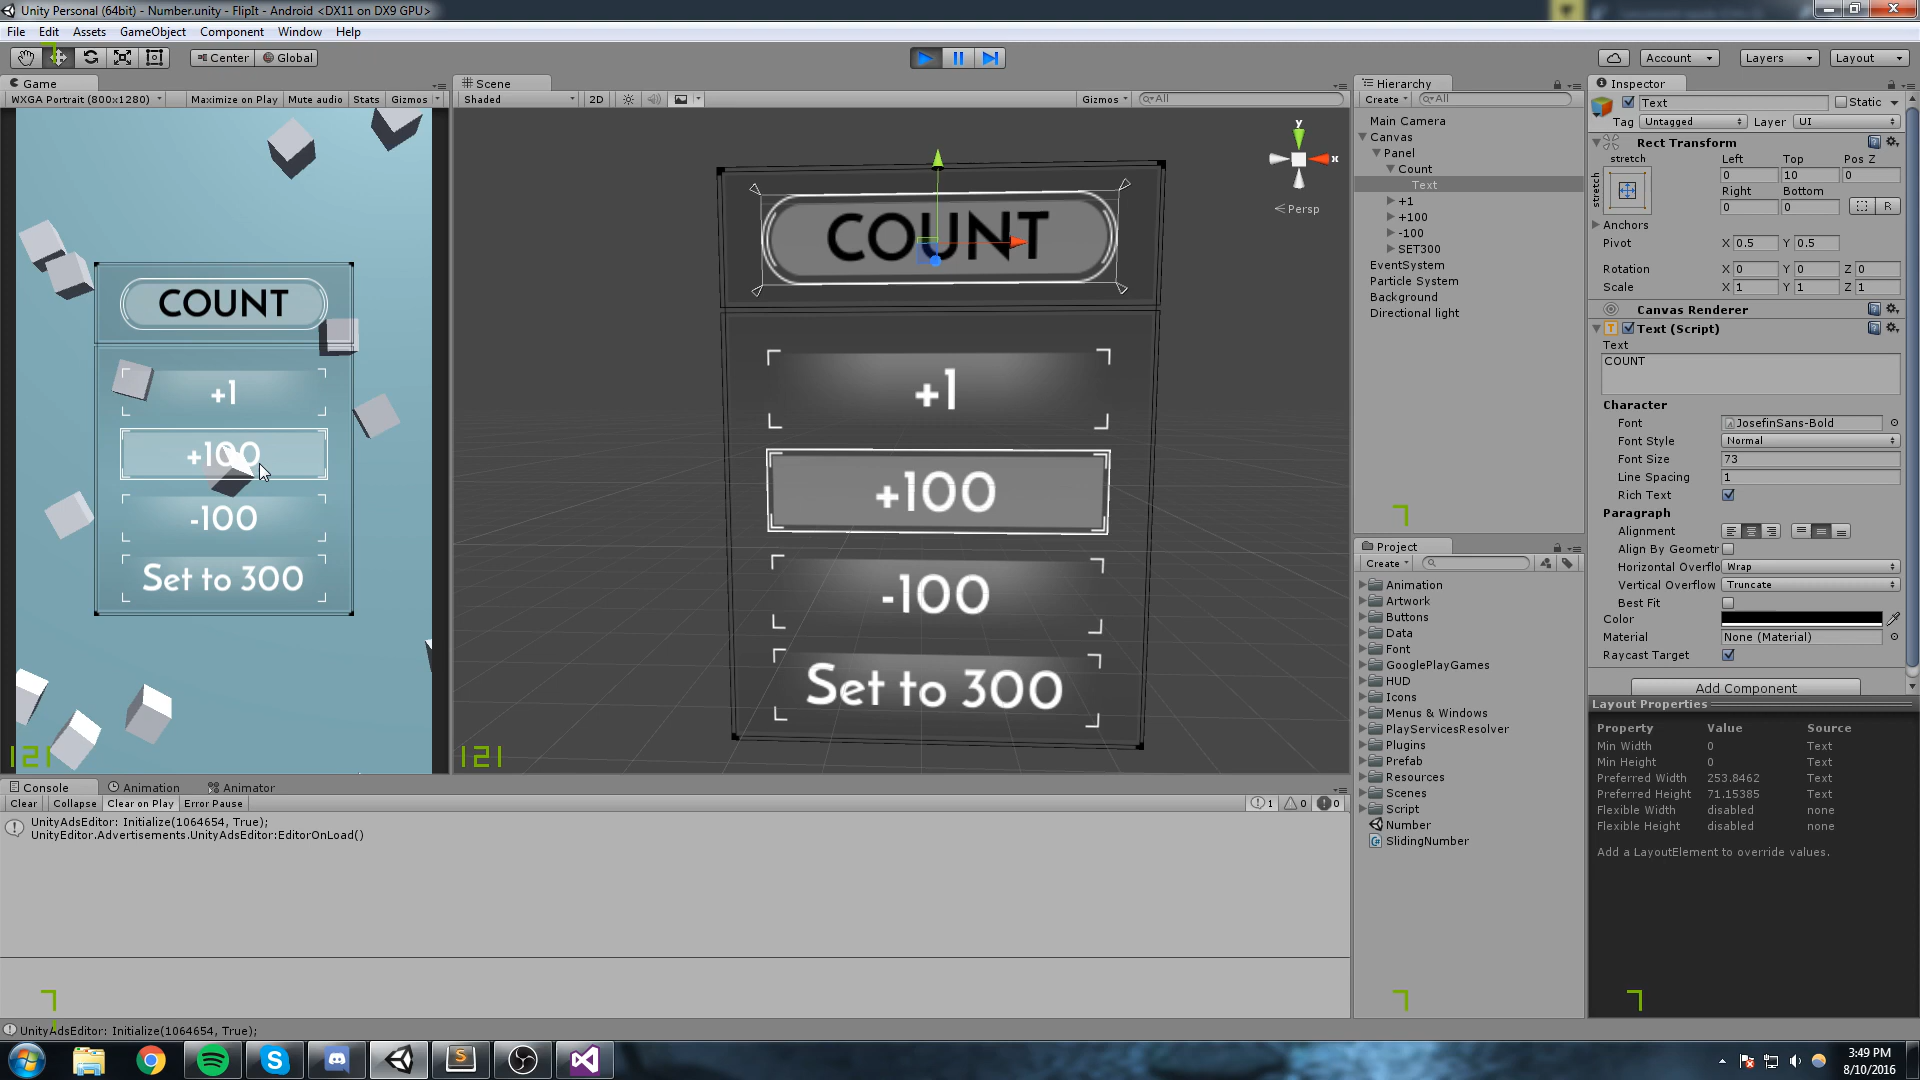 Unity Personal (64bit) - Number.unity - FlipIt - Android <DX11 on DX9 GPU>
File Edit Assets GameObject Component Window Help
Center Global Account Layers Layout
Game Scene Hierarchy Inspector
WXGA Portrait (800x1280) Maximize on Play Mute audio Stats Gizmos
Shaded 2D Gizmos All
Create All
Text Static
Tag Untagged Layer UI
Main Camera
Canvas
Panel
Count
Text
+1
+100
-100
SET300
EventSystem
Particle System
Background
Directional light
y
x
Persp
COUNT
+1
+100
-100
Set to 300
COUNT
+1
+100
-100
Set to 300
121
121
Rect Transform
stretch Left Top Pos Z
stretch 0 10 0
Right Bottom
0 0 R
Anchors
Pivot X 0.5 Y 0.5
Rotation X 0 Y 0 Z 0
Scale X 1 Y 1 Z 1
Canvas Renderer
Text (Script)
Text
COUNT
Character
Font JosefinSans-Bold
Font Style Normal
Font Size 73
Line Spacing 1
Rich Text
Paragraph
Alignment
Align By Geometr
Horizontal Overflo Wrap
Vertical Overflow Truncate
Best Fit
Color
Material None (Material)
Raycast Target
Add Component
Layout Properties
Property Value Source
Min Width 0 Text
Min Height 0 Text
Preferred Width 253.8462 Text
Preferred Height 71.15385 Text
Flexible Width disabled none
Flexible Height disabled none
Add a LayoutElement to override values.
Project
Create
Animation
Artwork
Buttons
Data
Font
GooglePlayGames
HUD
Icons
Menus & Windows
PlayServicesResolver
Plugins
Prefab
Resources
Scenes
Script
Number
SlidingNumber
Console Animation Animator
Clear Collapse Clear on Play Error Pause 1 0 0
UnityAdsEditor: Initialize(1064654, True);
UnityEditor.Advertisements.UnityAdsEditor:EditorOnLoad()
UnityAdsEditor: Initialize(1064654, True);
3:49 PM
8/10/2016